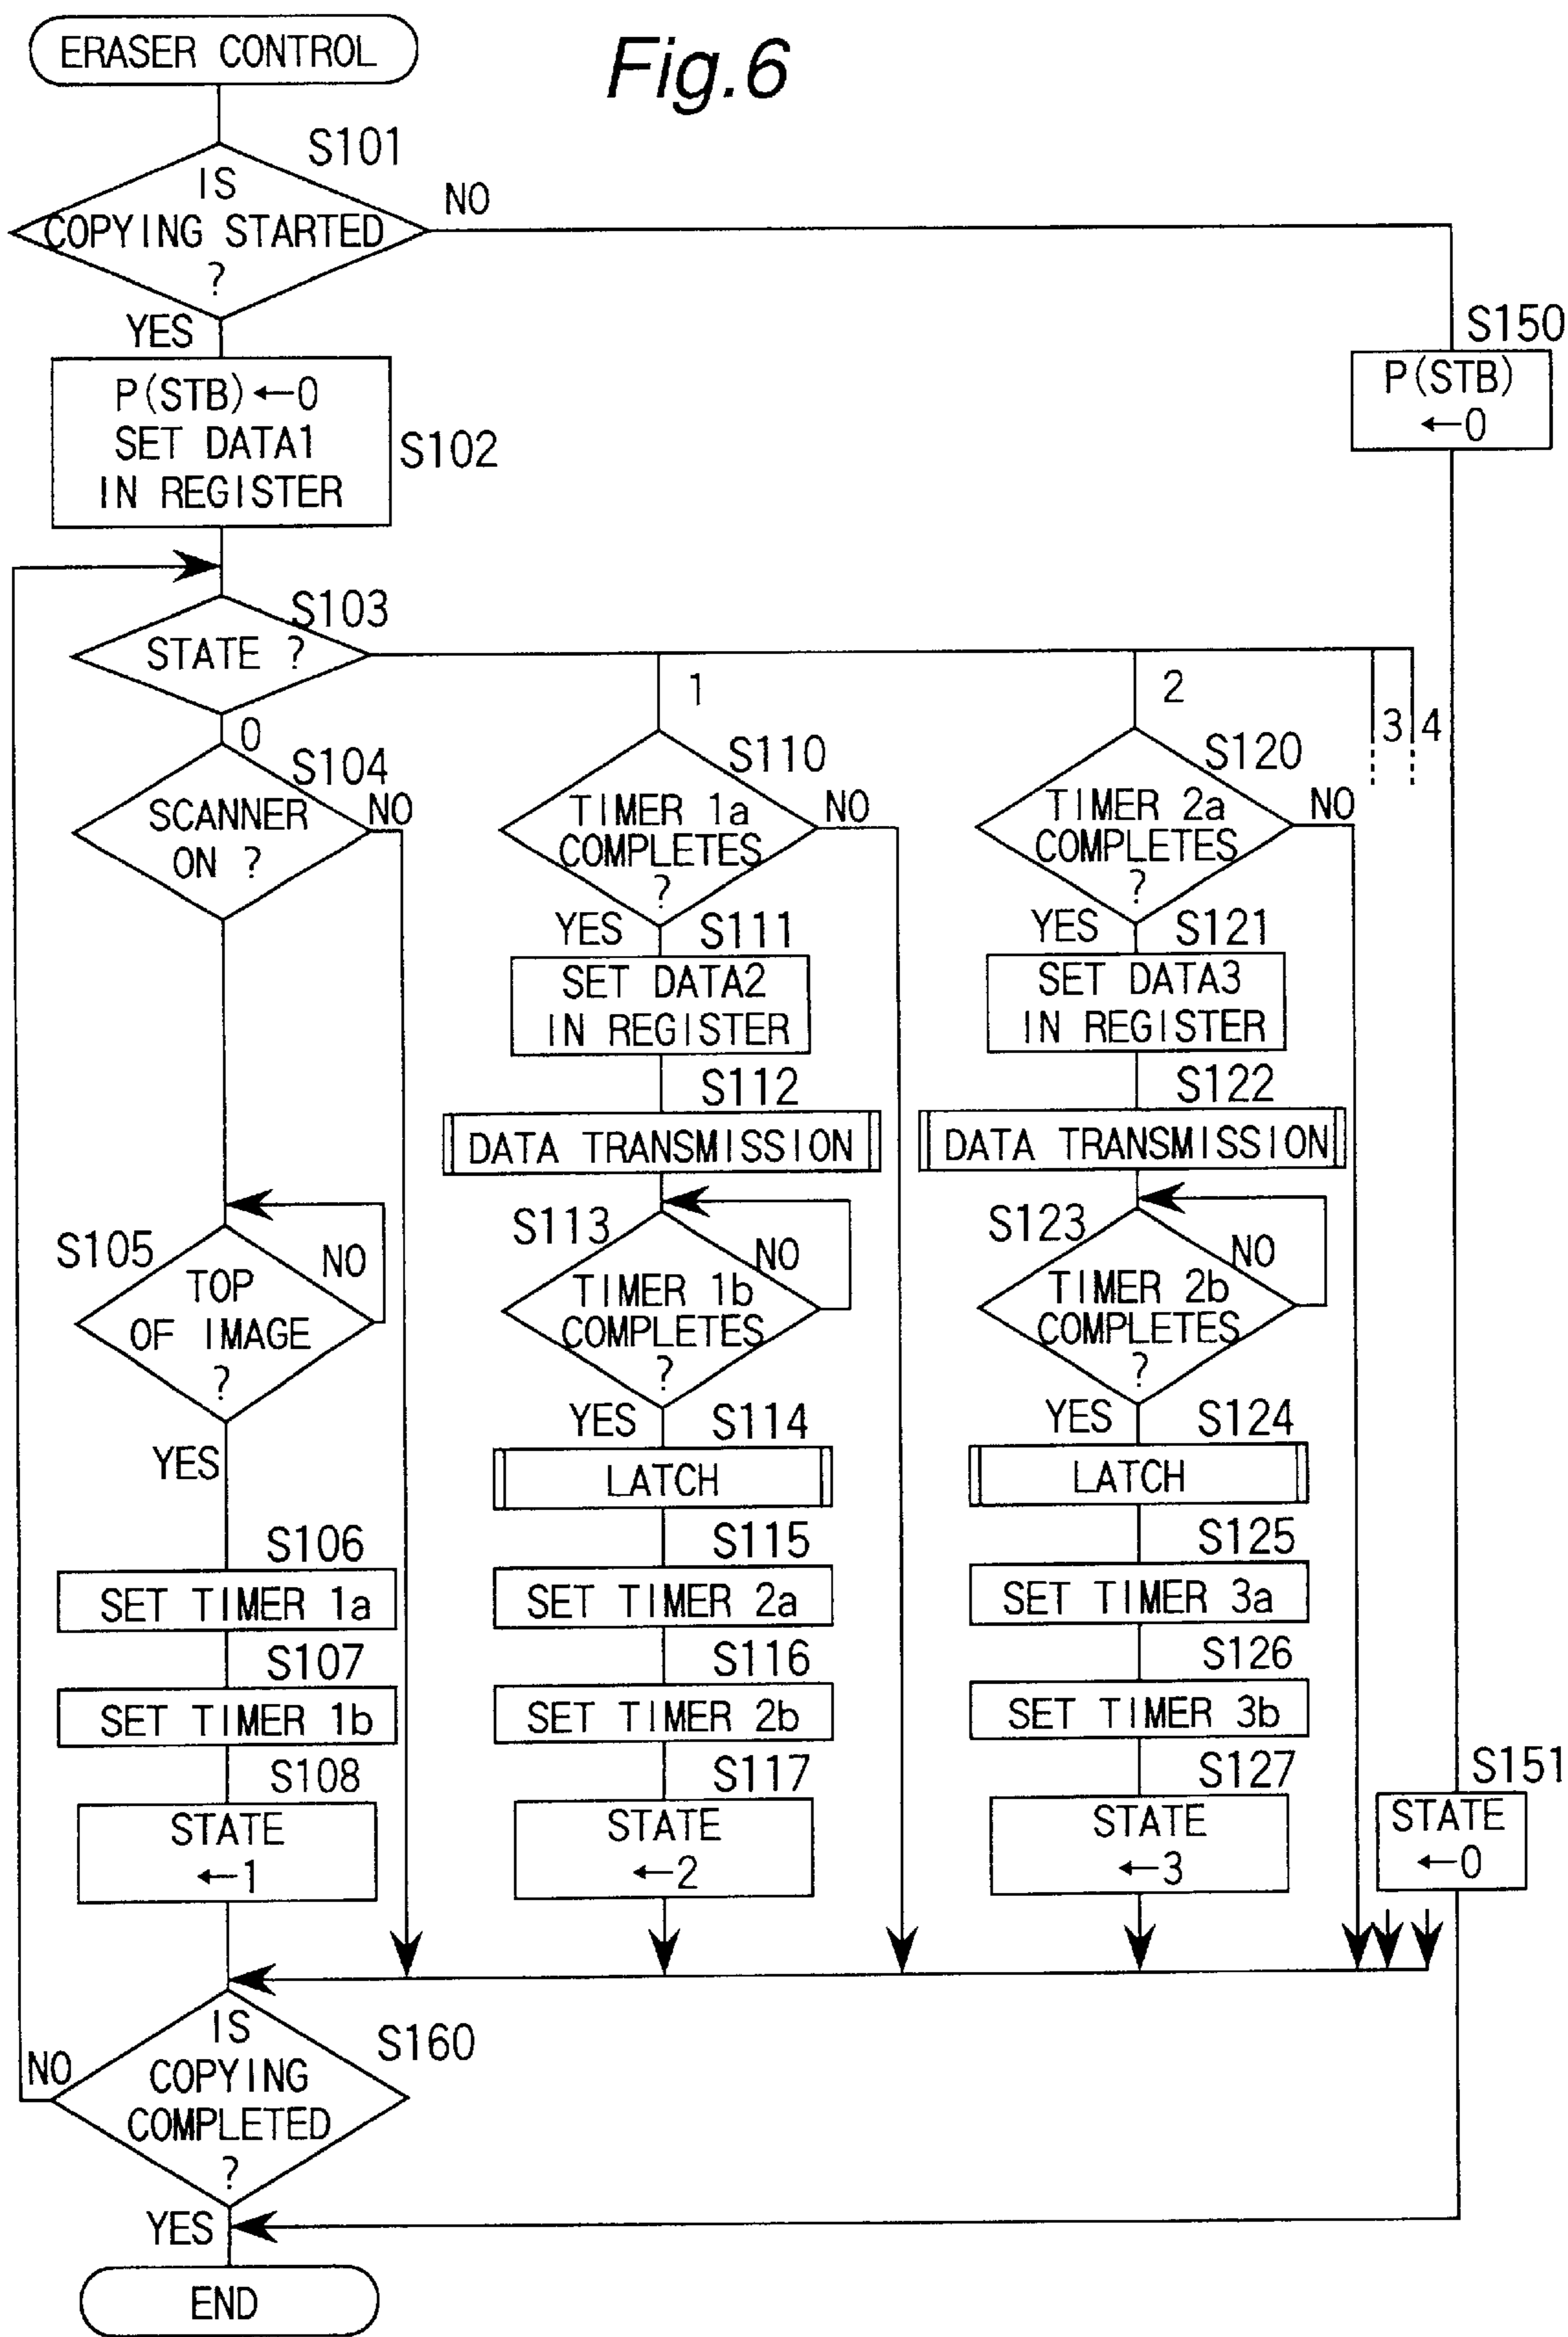 ERASER CONTROL
Fig.6
S101
IS
COPYING STARTED
?
NO
YES
S150
P(STB)
←0
P(STB)←0
SET DATA1
IN REGISTER
S102
S103
STATE ?
0
1
2
3
4
S104
SCANNER
ON ?
NO
S105
TOP
OF IMAGE
?
NO
YES
S106
SET TIMER 1a
S107
SET TIMER 1b
S108
STATE
←1
S110
TIMER 1a
COMPLETES
?
NO
YES
S111
SET DATA2
IN REGISTER
S112
DATA TRANSMISSION
S113
TIMER 1b
COMPLETES
?
NO
YES
S114
LATCH
S115
SET TIMER 2a
S116
SET TIMER 2b
S117
STATE
←2
S120
TIMER 2a
COMPLETES
?
NO
YES
S121
SET DATA3
IN REGISTER
S122
DATA TRANSMISSION
S123
TIMER 2b
COMPLETES
?
NO
YES
S124
LATCH
S125
SET TIMER 3a
S126
SET TIMER 3b
S127
STATE
←3
S151
STATE
←0
S160
IS
COPYING
COMPLETED
?
NO
YES
END